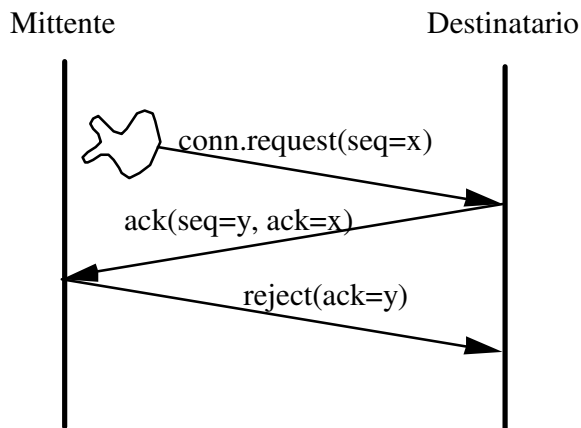 Mittente
Destinatario
conn.request(seq=x)
ack(seq=y, ack=x)
reject(ack=y)